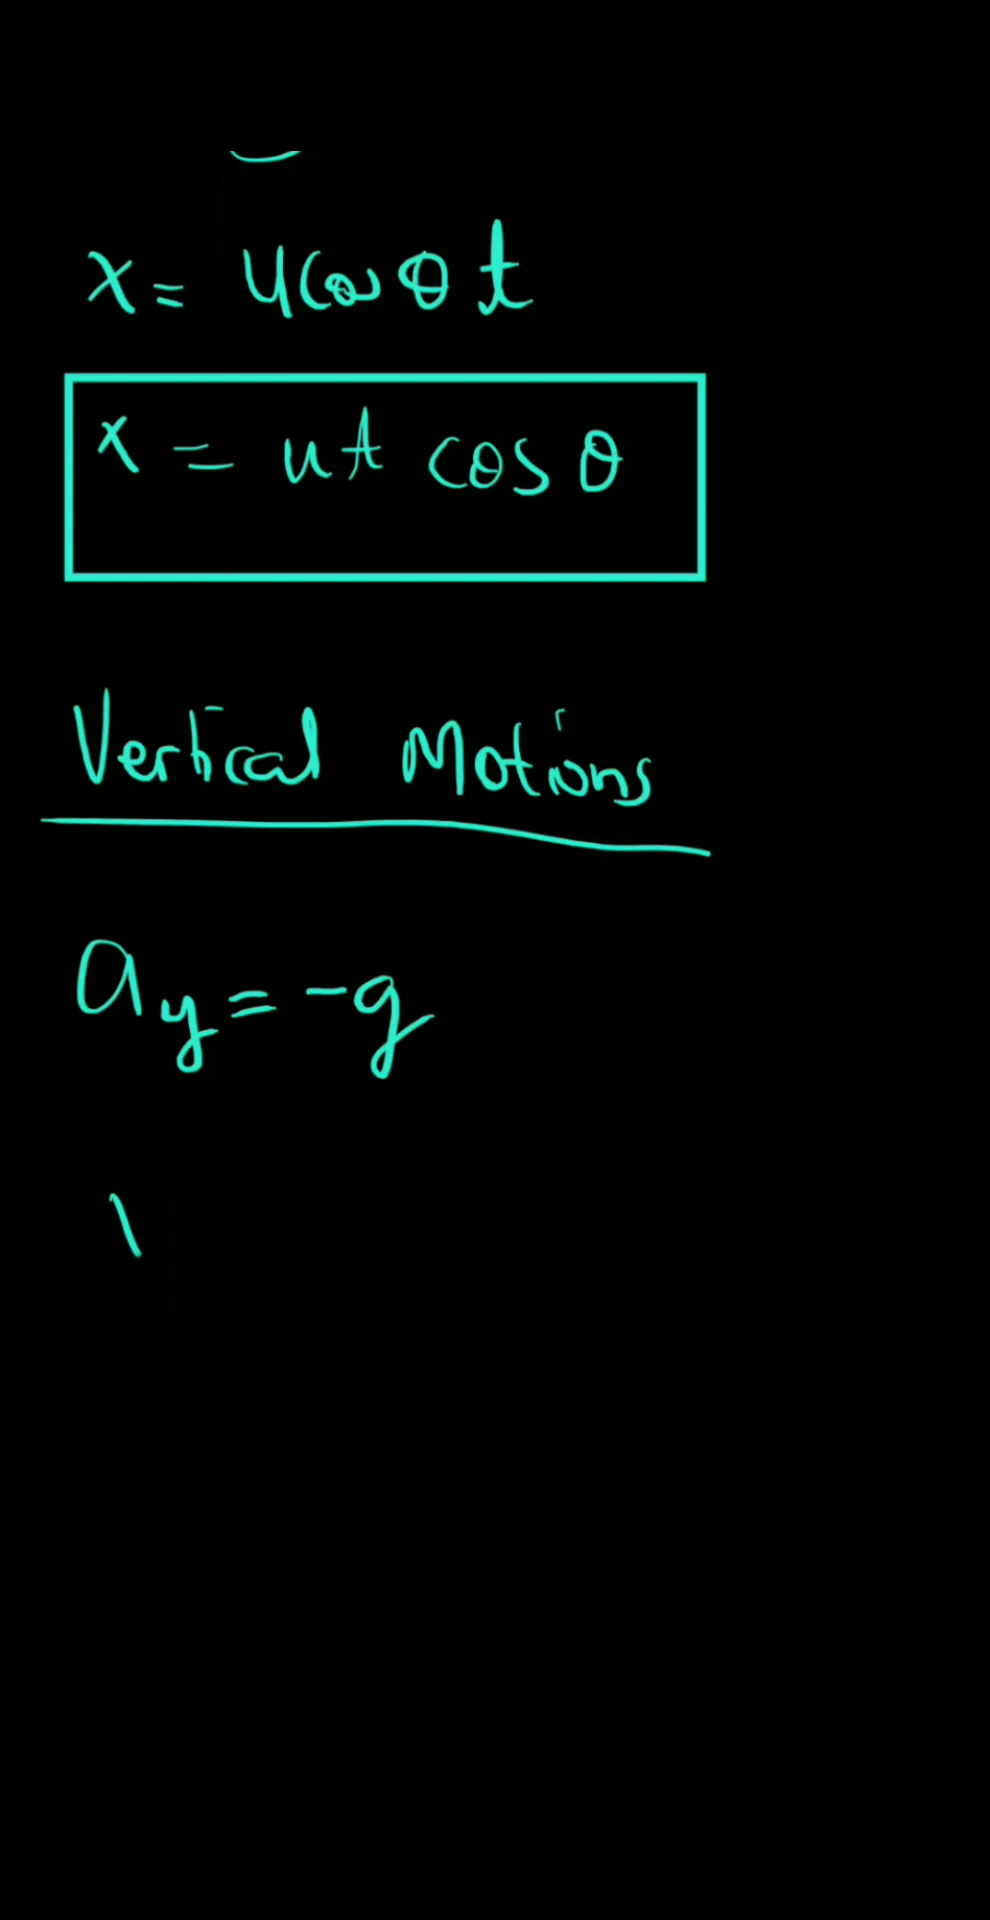 x = u cos θ t
x = ut cos θ
Vertical Motions
ay = -g
\